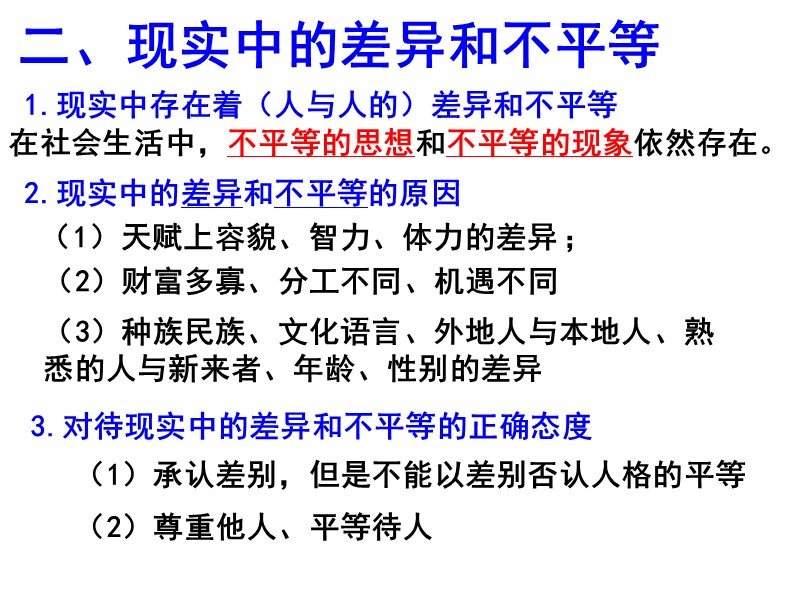 二、现实中的差异和不平等
1.现实中存在着（人与人的）差异和不平等
在社会生活中，不平等的思想和不平等的现象依然存在。
2.现实中的差异和不平等的原因
（1）天赋上容貌、智力、体力的差异；
（2）财富多寡、分工不同、机遇不同
（3）种族民族、文化语言、外地人与本地人、熟
悉的人与新来者、年龄、性别的差异
3.对待现实中的差异和不平等的正确态度
（1）承认差别，但是不能以差别否认人格的平等
（2）尊重他人、平等待人